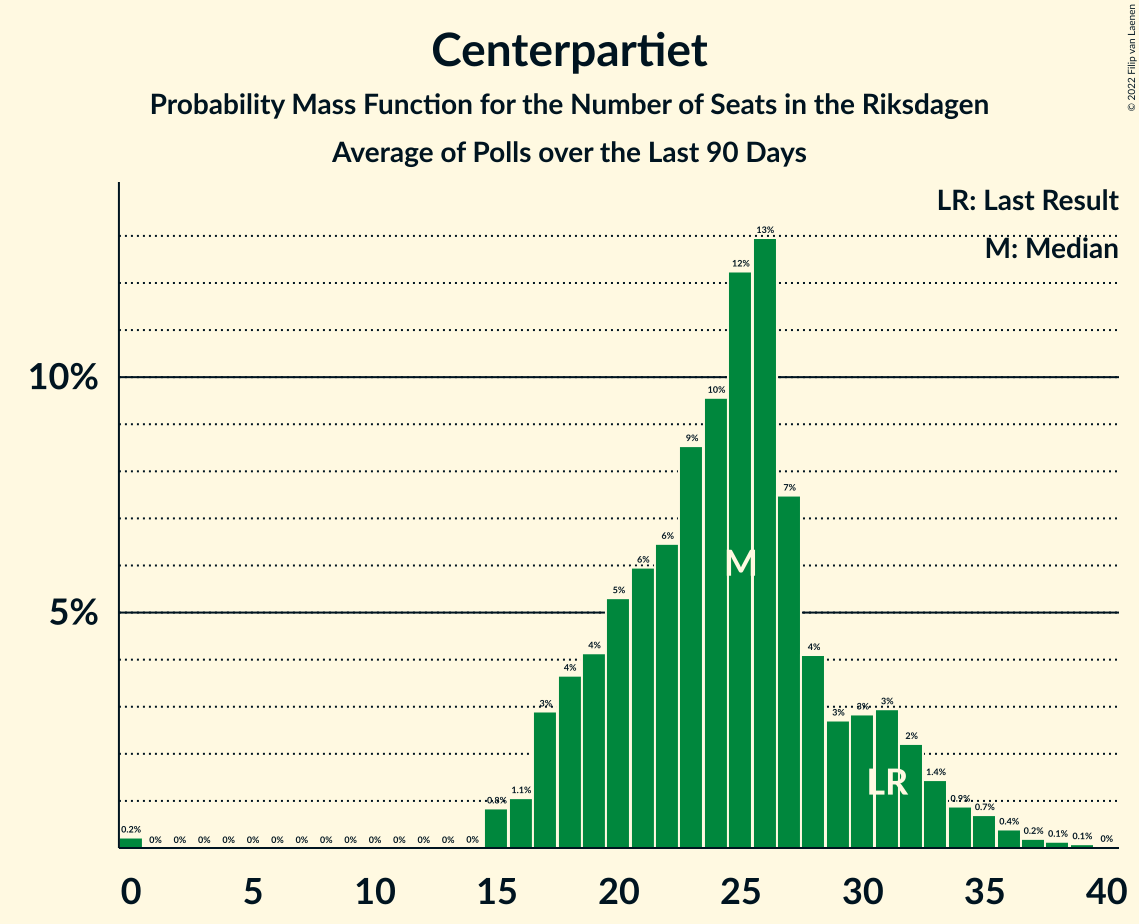 Centerpartiet
Probability Mass Function for the Number of Seats in the Riksdagen
Average of Polls over the Last 90 Days
© 2022 Filip van Laenen
LR: Last Result
M: Median
10%
5%
0.2% 0% 0% 0% 0% 0% 0% 0% 0% 0% 0% 0% 0% 0% 0% 0.8% 1.1% 3% 4% 4% 5% 6% 6% 9% 10% 12% 13% 7% 4% 3% 3% 3% 2% 1.4% 0.9% 0.7% 0.4% 0.2% 0.1% 0.1% 0%
M
LR
0 5 10 15 20 25 30 35 40